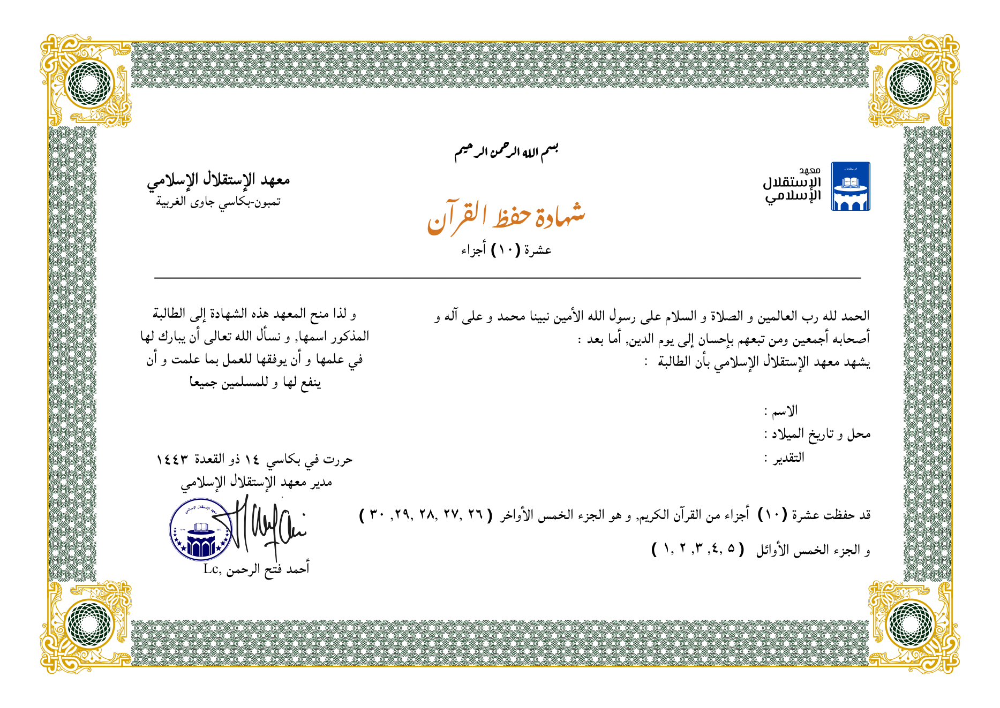 بسم الله الرحمن الرحيم
معهد
الإستقلال
الإسلامي
معهد الإستقلال الإسلامي
تمبون-بكاسي جاوى الغربية
شهادة حفظ القرآن
عشرة (١٠) أجزاء
الحمد لله رب العالمين و الصلاة و السلام على رسول الله الأمين نبينا محمد و على آله و
أصحابه أجمعين ومن تبعهم بإحسان إلى يوم الدين, أما بعد :
يشهد معهد الإستقلال الإسلامي بأن الطالبة :
الاسم :
محل و تاريخ الميلاد :
التقدير :
قد حفظت عشرة (١٠) أجزاء من القرآن الكريم, و هو الجزء الخمس الأواخر ( ٢٦ ,٢٧ ,٢٨ ,٢٩, ٣٠ )
و الجزء الخمس الأوائل ( ٥ ,٤, ٣, ٢ ,١ )
و لذا منح المعهد هذه الشهادة إلى الطالبة
المذكور اسمها, و نسأل الله تعالى أن يبارك لها
في علمها و أن يوفقها للعمل بما علمت و أن
ينفع لها و للمسلمين جميعا
حررت في بكاسي ١٤ ذو القعدة ١٤٤٣
مدير معهد الإستقلال الإسلامي
معهد الإستقلال الإسلامي
أحمد فتح الرحمن ,Lc